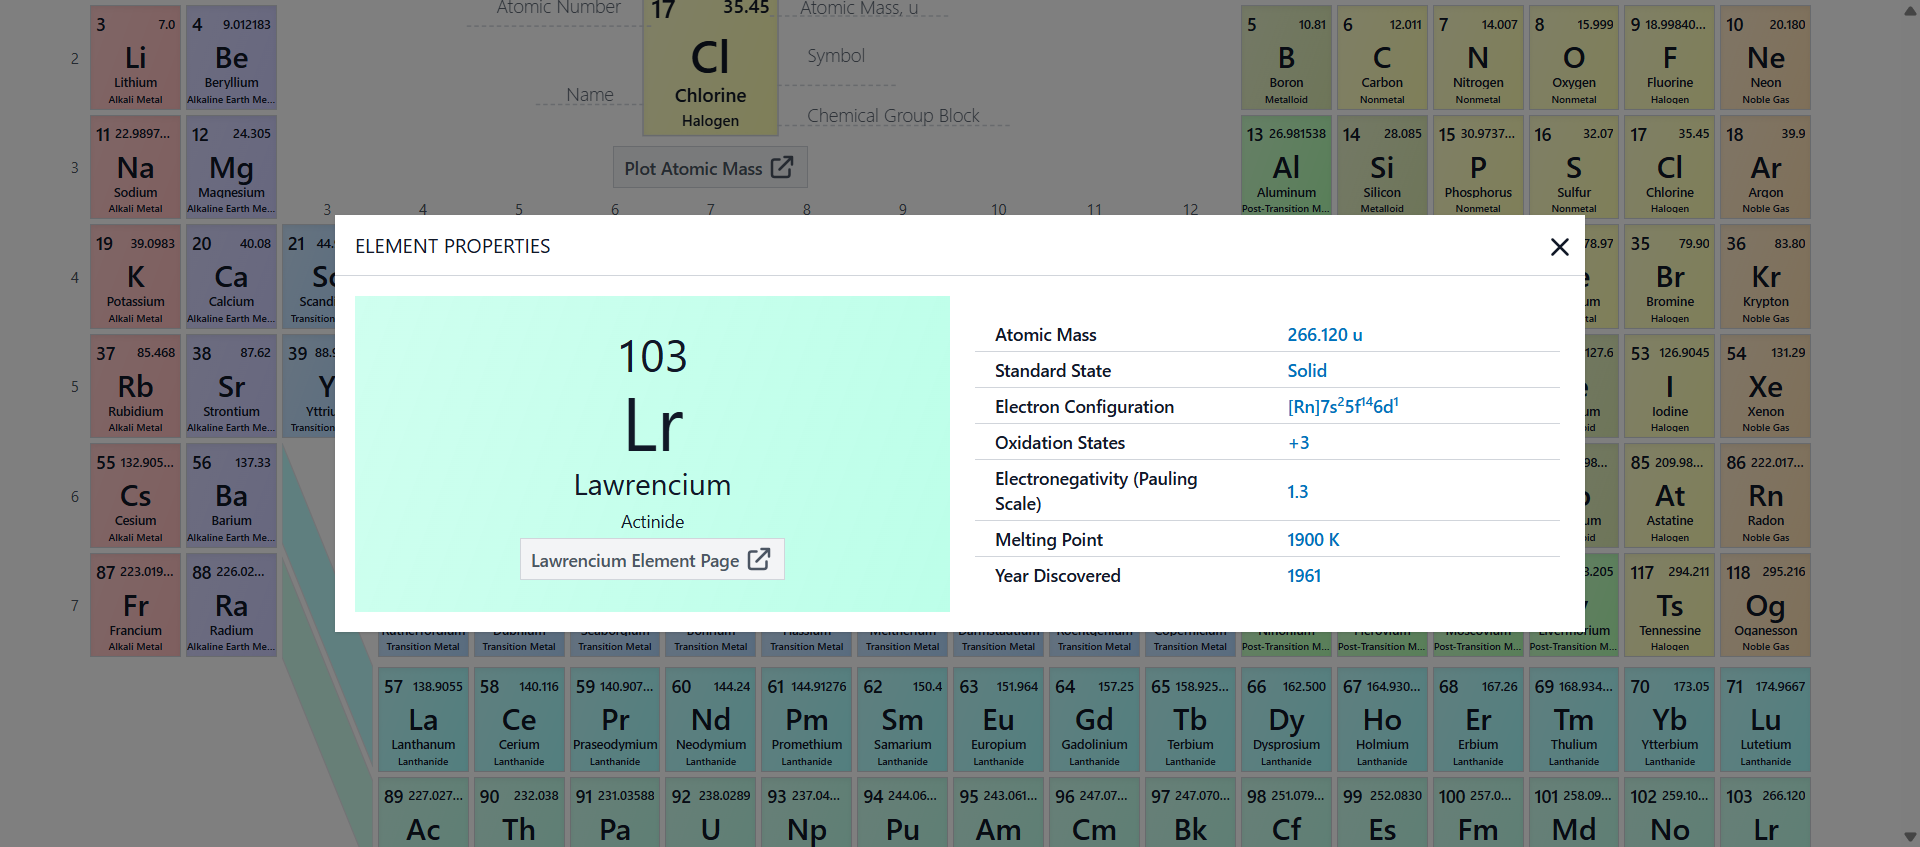 Atomic Number
17 35.45
Atomic Mass, u
Cl
Symbol
Name
Chlorine
Halogen
Chemical Group Block
Plot Atomic Mass
3 4 5 6 7 8 9 10 11 12
2
3 7.0
Li
Lithium
Alkali Metal
4 9.012183
Be
Beryllium
Alkaline Earth Me...
5 10.81
B
Boron
Metalloid
6 12.011
C
Carbon
Nonmetal
7 14.007
N
Nitrogen
Nonmetal
8 15.999
O
Oxygen
Nonmetal
9 18.99840...
F
Fluorine
Halogen
10 20.180
Ne
Neon
Noble Gas
3
11 22.9897...
Na
Sodium
Alkali Metal
12 24.305
Mg
Magnesium
Alkaline Earth Me...
13 26.981538
Al
Aluminum
Post-Transition M...
14 28.085
Si
Silicon
Metalloid
15 30.9737...
P
Phosphorus
Nonmetal
16 32.07
S
Sulfur
Nonmetal
17 35.45
Cl
Chlorine
Halogen
18 39.9
Ar
Argon
Noble Gas
4
19 39.0983
K
Potassium
Alkali Metal
20 40.08
Ca
Calcium
Alkaline Earth Me...
21 44.
Sc
Scandi
Transition
78.97
35 79.90
Br
Bromine
Halogen
36 83.80
Kr
Krypton
Noble Gas
5
37 85.468
Rb
Rubidium
Alkali Metal
38 87.62
Sr
Strontium
Alkaline Earth Me...
39 88.9
Y
Yttriu
Transition
127.6
53 126.9045
I
Iodine
Halogen
54 131.29
Xe
Xenon
Noble Gas
6
55 132.905...
Cs
Cesium
Alkali Metal
56 137.33
Ba
Barium
Alkaline Earth Me...
98...
85 209.98...
At
Astatine
Halogen
86 222.017...
Rn
Radon
Noble Gas
7
87 223.019...
Fr
Francium
Alkali Metal
88 226.02...
Ra
Radium
Alkaline Earth Me...
3.205
117 294.211
Ts
Tennessine
Halogen
118 295.216
Og
Oganesson
Noble Gas
ELEMENT PROPERTIES
103
Lr
Lawrencium
Actinide
Lawrencium Element Page
Atomic Mass 266.120 u
Standard State Solid
Electron Configuration [Rn]7s²5f¹⁴6d¹
Oxidation States +3
Electronegativity (Pauling
Scale) 1.3
Melting Point 1900 K
Year Discovered 1961
Rutherfordium Dubnium Seaborgium Bohrium Hassium Meitnerium Darmstadtium Roentgenium Copernicium Nihonium Flerovium Moscovium Livermorium
Transition Metal Transition Metal Transition Metal Transition Metal Transition Metal Transition Metal Transition Metal Transition Metal Transition Metal Post-Transition M... Post-Transition M... Post-Transition M... Post-Transition M...
57 138.9055
La
Lanthanum
Lanthanide
58 140.116
Ce
Cerium
Lanthanide
59 140.907...
Pr
Praseodymium
Lanthanide
60 144.24
Nd
Neodymium
Lanthanide
61 144.91276
Pm
Promethium
Lanthanide
62 150.4
Sm
Samarium
Lanthanide
63 151.964
Eu
Europium
Lanthanide
64 157.25
Gd
Gadolinium
Lanthanide
65 158.925...
Tb
Terbium
Lanthanide
66 162.500
Dy
Dysprosium
Lanthanide
67 164.930...
Ho
Holmium
Lanthanide
68 167.26
Er
Erbium
Lanthanide
69 168.934...
Tm
Thulium
Lanthanide
70 173.05
Yb
Ytterbium
Lanthanide
71 174.9667
Lu
Lutetium
Lanthanide
89 227.027...
Ac
90 232.038
Th
91 231.03588
Pa
92 238.0289
U
93 237.04...
Np
94 244.06...
Pu
95 243.061...
Am
96 247.07...
Cm
97 247.070...
Bk
98 251.079...
Cf
99 252.0830
Es
100 257.0...
Fm
101 258.09...
Md
102 259.10...
No
103 266.120
Lr